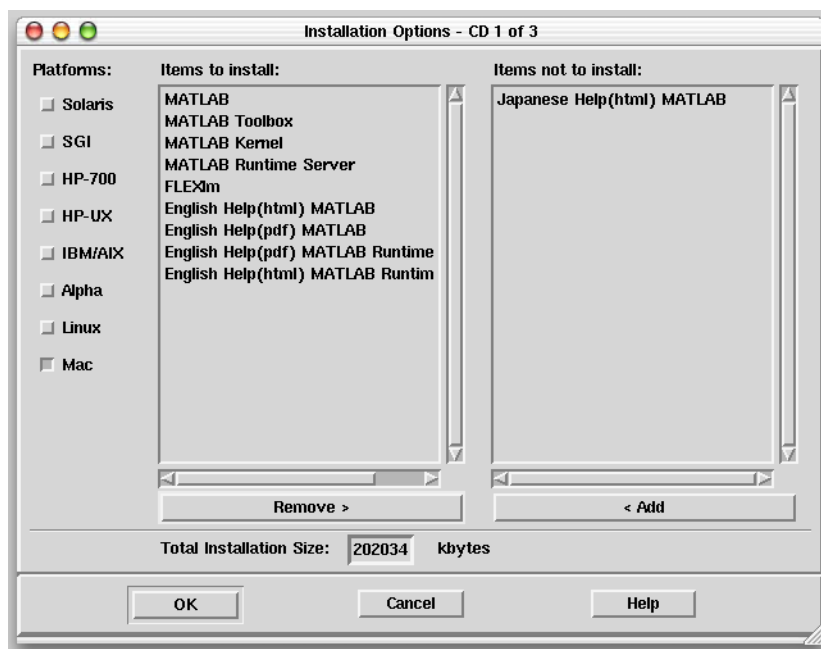 Installation Options - CD 1 of 3
Platforms:
Solaris
SGI
HP-700
HP-UX
IBM/AIX
Alpha
Linux
Mac
Items to install:
MATLAB
MATLAB Toolbox
MATLAB Kernel
MATLAB Runtime Server
FLEXlm
English Help(html) MATLAB
English Help(pdf) MATLAB
English Help(pdf) MATLAB Runtime
English Help(html) MATLAB Runtim
Remove >
Items not to install:
Japanese Help(html) MATLAB
< Add
Total Installation Size: 202034 kbytes
OK Cancel Help